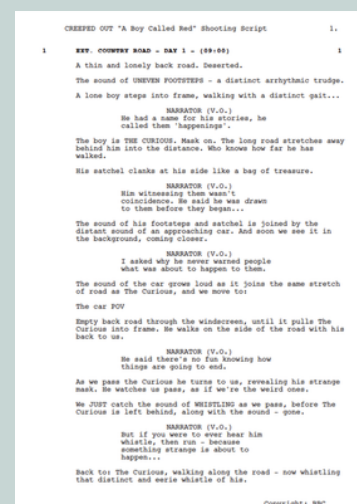 CREEPED OUT "A Boy Called Red" Shooting Script 1.
1 EXT. COUNTRY ROAD - DAY 1 - (09:00) 1
A thin and lonely back road. Deserted.
The sound of UNEVEN FOOTSTEPS - a distinct arrhythmic trudge.
A lone boy steps into frame, walking with a distinct gait...
NARRATOR (V.O.)
He had a name for his stories, he
called them 'happenings'.
The boy is THE CURIOUS. Mask on. The long road stretches away
behind him into the distance. Who knows how far he has
walked.
His satchel clanks at his side like a bag of treasure.
NARRATOR (V.O.)
Him witnessing them wasn't
coincidence. He said he was drawn
to them before they began...
The sound of his footsteps and satchel is joined by the
distant sound of an approaching car. And soon we see it in
the background, coming closer.
NARRATOR (V.O.)
I asked why he never warned people
what was about to happen to them.
The sound of the car grows loud as it joins the same stretch
of road as The Curious, and we move to:
The car POV
Empty back road through the windscreen, until it pulls The
Curious into frame. He walks on the side of the road with his
back to us.
NARRATOR (V.O.)
He said there's no fun knowing how
things are going to end.
As we pass the Curious he turns to us, revealing his strange
mask. He watches us pass, as if we're the weird ones.
We JUST catch the sound of WHISTLING as we pass, before The
Curious is left behind, along with the sound - gone.
NARRATOR (V.O.)
But if you were to ever hear him
whistle, then run - because
something strange is about to
happen...
Back to: The Curious, walking along the road - now whistling
that distinct and eerie whistle of his.
Copyright: BBC